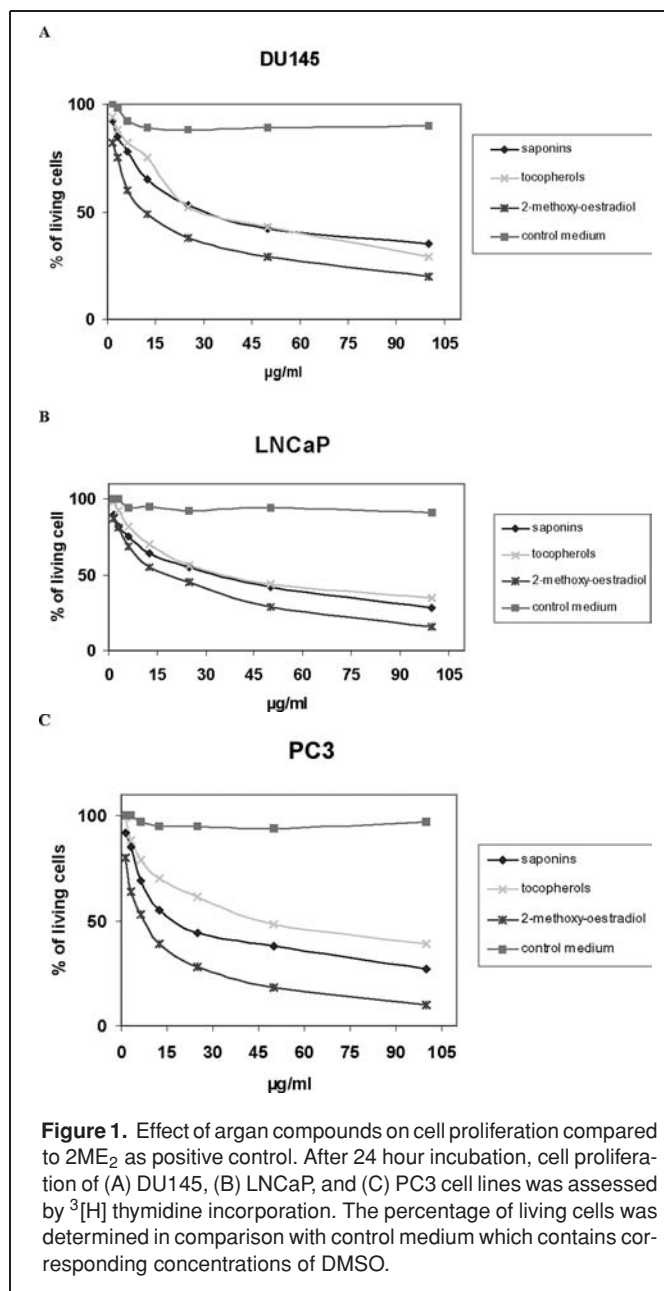 A
DU145
100
50
0
% of living cells
0 15 30 45 60 75 90 105
µg/ml
saponins
tocopherols
2-methoxy-oestradiol
control medium
B
LNCaP
100
50
0
% of living cell
0 15 30 45 60 75 90 105
µg/ml
saponins
tocopherols
2-methoxy-oestradiol
control medium
C
PC3
100
50
0
% of living cells
0 15 30 45 60 75 90 105
µg/ml
saponins
tocopherols
2-methoxy-oestradiol
control medium
Figure 1. Effect of argan compounds on cell proliferation compared
to 2ME₂ as positive control. After 24 hour incubation, cell prolifera-
tion of (A) DU145, (B) LNCaP, and (C) PC3 cell lines was assessed
by ³[H] thymidine incorporation. The percentage of living cells was
determined in comparison with control medium which contains cor-
responding concentrations of DMSO.